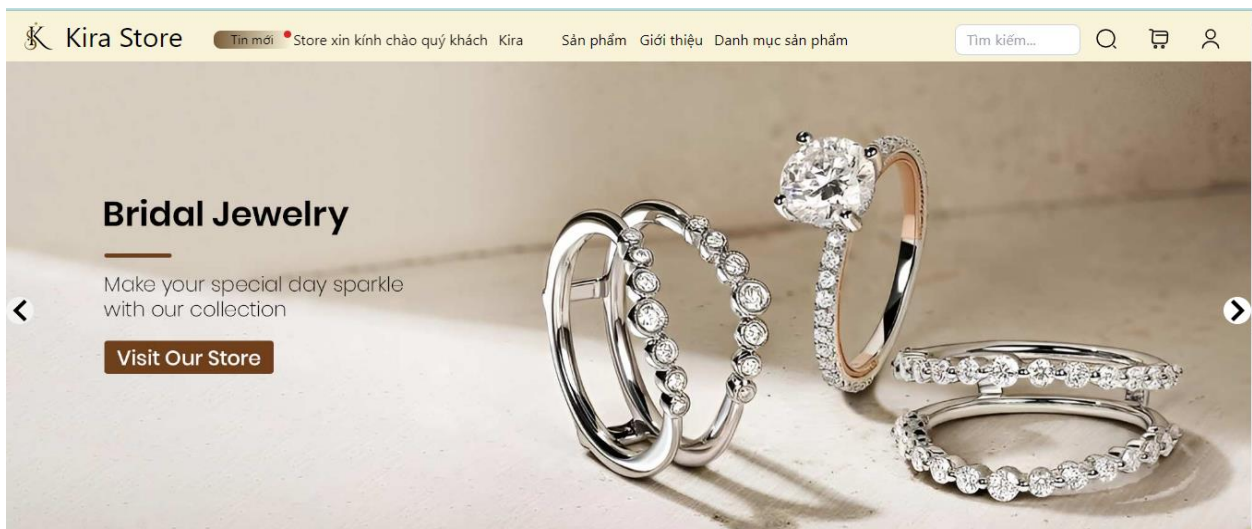 Kira Store Tin mới Store xin kính chào quý khách Kira Sản phẩm Giới thiệu Danh mục sản phẩm Tìm kiếm...
Bridal Jewelry
Make your special day sparkle
with our collection
Visit Our Store